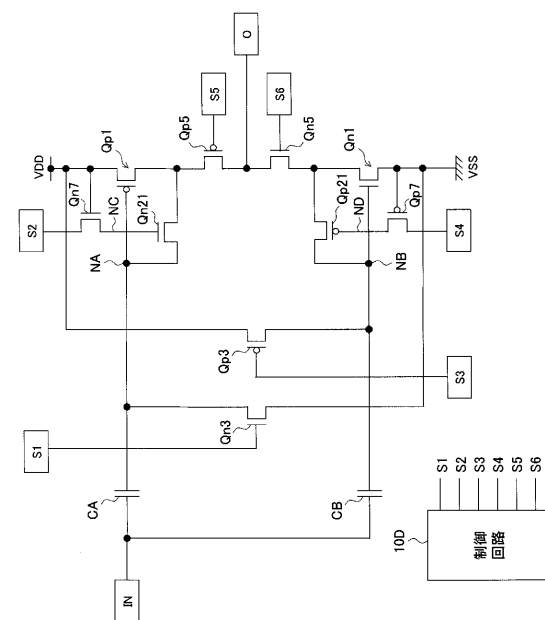 O
S5
S6
VDD
Qp1
Qp5
Qn5
Qn1
VSS
Qn7
S2
NC
Qn21
Qp21
ND
Qp7
S4
NA
NB
Qp3
S3
S1
Qn3
CA
CB
IN
10D
制御
回路
S1
S2
S3
S4
S5
S6